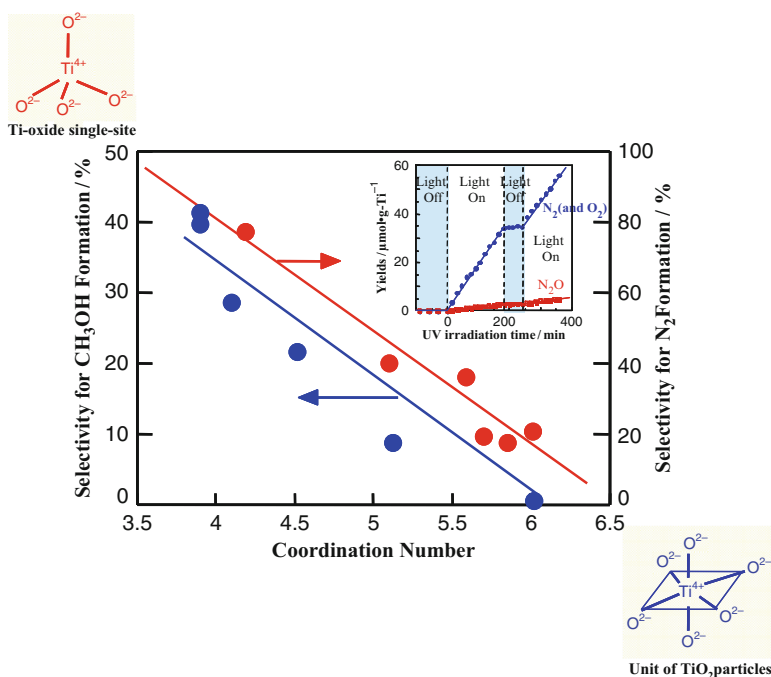 O²⁻
Ti⁴⁺
O²⁻
O²⁻
O²⁻
Ti-oxide single-site
Selectivity for CH₃OH Formation / %
50
40
30
20
10
0
3.5
4
4.5
5
5.5
6
6.5
Coordination Number
100
80
60
40
20
0
Selectivity for N₂Formation / %
Yields / μmol•g-Ti⁻¹
60
40
20
0
0
200
400
UV irradiation time / min
Light
Off
Light
On
Light
Off
N₂(and O₂)
Light
On
N₂O
O²⁻
O²⁻
O²⁻
Ti⁴⁺
O²⁻
O²⁻
O²⁻
Unit of TiO₂particles